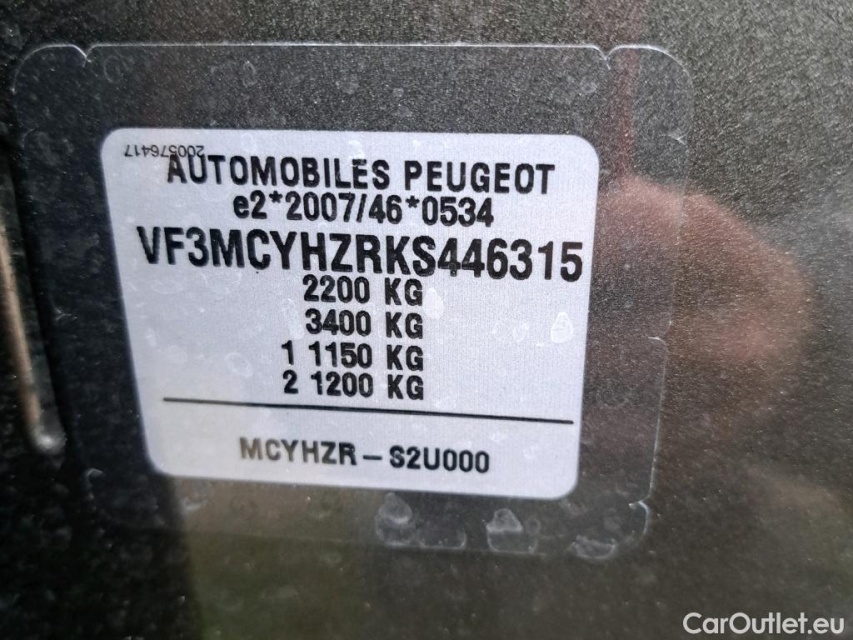 200576417
AUTOMOBILES PEUGEOT
e2*2007/46*0534
VF3MCYHZRKS446315
2200 KG
3400 KG
1 1150 KG
2 1200 KG
MCYHZR – S2U000
CarOutlet.eu